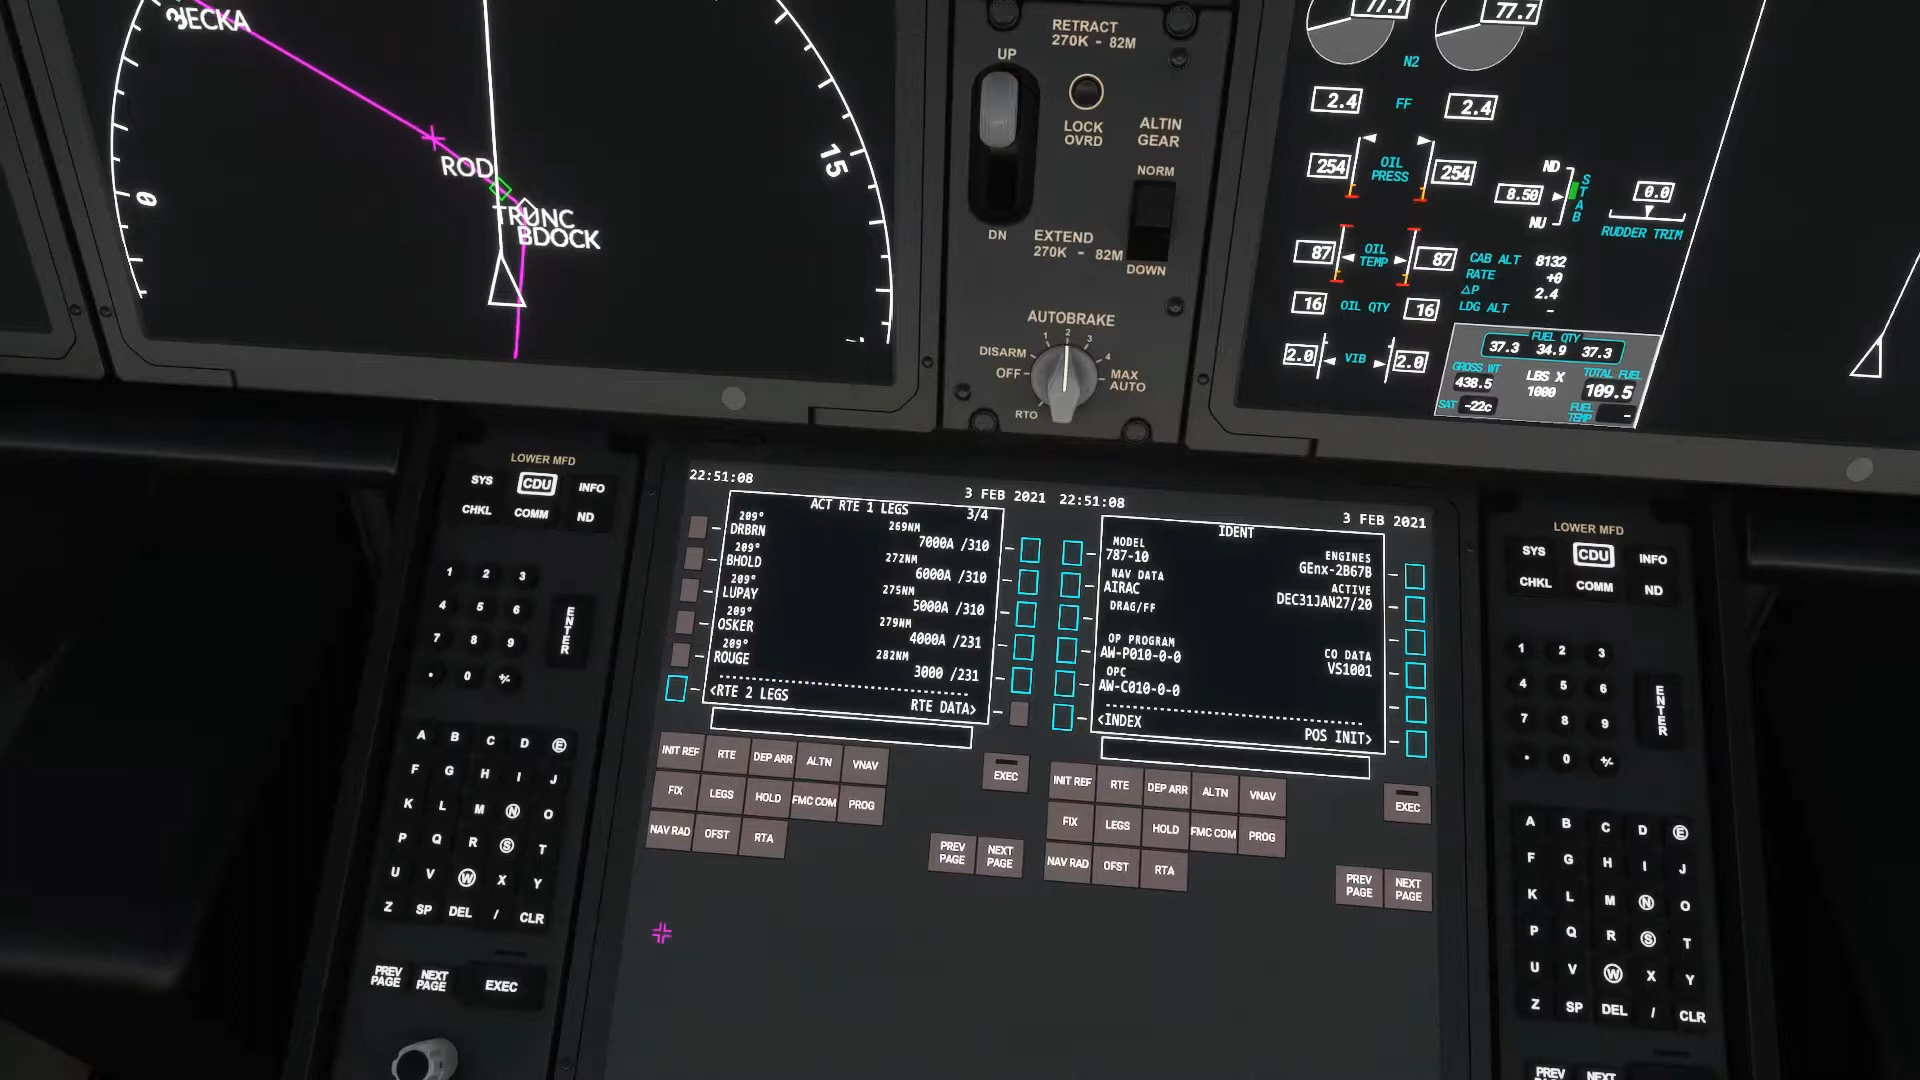 JECKA
ROD
TRUNC
BDOCK
0
15
RETRACT
270K - 82M
UP
LOCK
OVRD
ALTIN
GEAR
NORM
DN
EXTEND
270K - 82M
DOWN
AUTOBRAKE
DISARM 1 2 3 4
OFF
MAX
AUTO
RTO
77.7 77.7
N2
2.4 FF 2.4
254 OIL PRESS 254
87 OIL TEMP 87
16 OIL QTY 16
2.0 VIB 2.0
ND
8.50
NU
STAB
0.0
RUDDER TRIM
CAB ALT 8132
RATE +0
ΔP 2.4
LDG ALT -
FUEL QTY
37.3 34.9 37.3
GROSS WT
438.5
LBS X
1000
TOTAL FUEL
109.5
SAT -22c
FUEL
TEMP -
LOWER MFD
SYS CDU INFO
CHKL COMM ND
1 2 3
4 5 6
7 8 9
. 0 +/-
ENTER
A B C D E
F G H I J
K L M N O
P Q R S T
U V W X Y
Z SP DEL / CLR
PREV
PAGE
NEXT
PAGE
EXEC
22:51:08 3 FEB 2021
ACT RTE 1 LEGS 3/4
209° 269NM
DRBRN 7000A /310
209° 272NM
BHOLD 6000A /310
209° 275NM
LUPAY 5000A /310
209° 279NM
OSKER 4000A /231
209° 282NM
ROUGE 3000 /231
<RTE 2 LEGS RTE DATA>
INIT REF RTE DEP ARR ALTN VNAV
FIX LEGS HOLD FMC COM PROG
NAV RAD OFST RTA
EXEC
PREV
PAGE
NEXT
PAGE
22:51:08 3 FEB 2021
IDENT
MODEL ENGINES
787-10 GEnx-2B67B
NAV DATA ACTIVE
AIRAC DEC31JAN27/20
DRAG/FF
OP PROGRAM CO DATA
AW-P010-0-0 VS1001
OPC
AW-C010-0-0
<INDEX POS INIT>
INIT REF RTE DEP ARR ALTN VNAV
FIX LEGS HOLD FMC COM PROG
NAV RAD OFST RTA
EXEC
PREV
PAGE
NEXT
PAGE
LOWER MFD
SYS CDU INFO
CHKL COMM ND
1 2 3
4 5 6
7 8 9
. 0 +/-
ENTER
A B C D E
F G H I J
K L M N O
P Q R S T
U V W X Y
Z SP DEL / CLR
PREV
NEXT